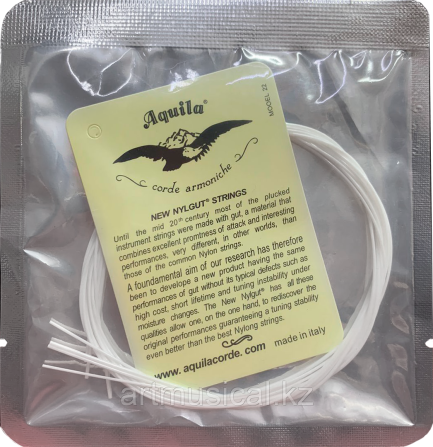 Aquila®
MODEL 22
corde armoniche
NEW NYLGUT® STRINGS
Until the mid 20th century most of the plucked
instrument strings were made with gut, a material that
combines excellent promtness of attack and interesting
performances, very different, in other worlds, than
those of the common Nylon strings.
A foundamental aim of our research has therefore
been to develope a new product having the same
performances of gut without its typical defects such as
high cost, short lifetime and tuning instability under
moisture changes. The New Nylgut® has all these
qualities allow one, on the one hand, to rediscover the
original performances guaranteeing a tuning stability
even better than the best Nylong strings.
www. aquilacorde. com made in italy
artmusical.kz